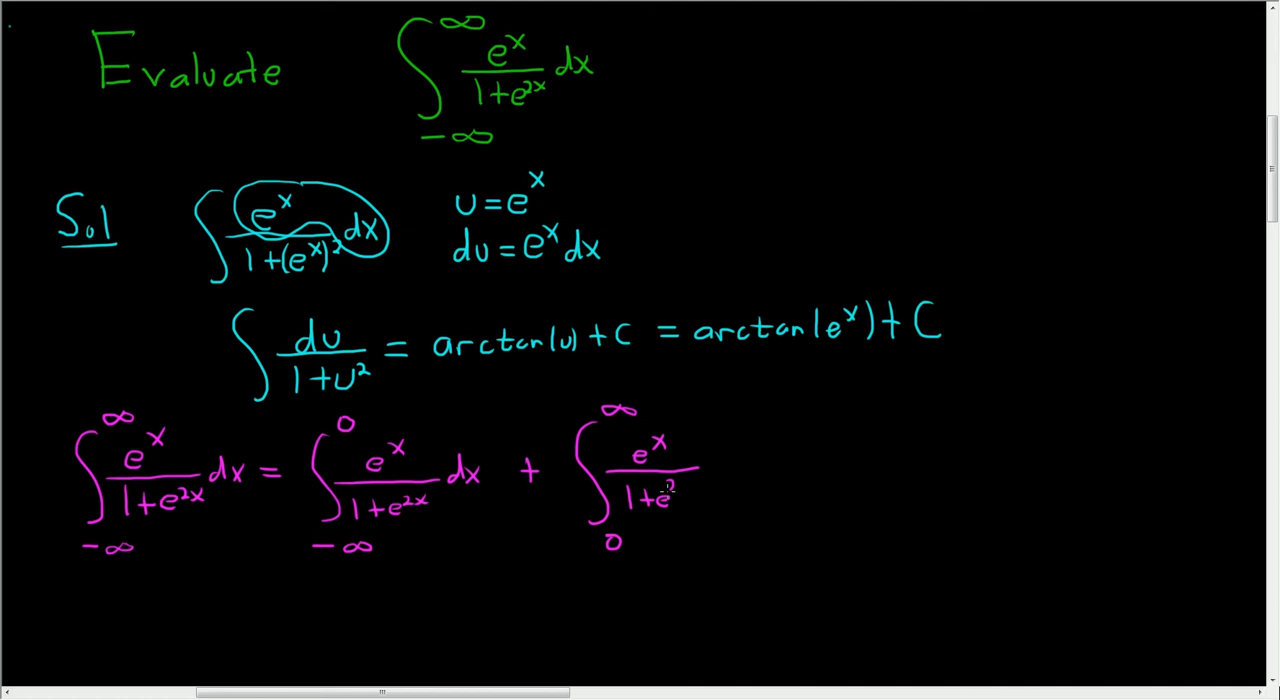 Evaluate ∫_{-∞}^{∞} e^x/(1+e^{2x}) dx
Sol ∫ e^x/(1+(e^x)^2) dx u = e^x
du = e^x dx
∫ du/(1+u^2) = arctan(u) + C = arctan(e^x) + C
∫_{-∞}^{∞} e^x/(1+e^{2x}) dx = ∫_{-∞}^{0} e^x/(1+e^{2x}) dx + ∫_{0}^{∞} e^x/(1+e^2